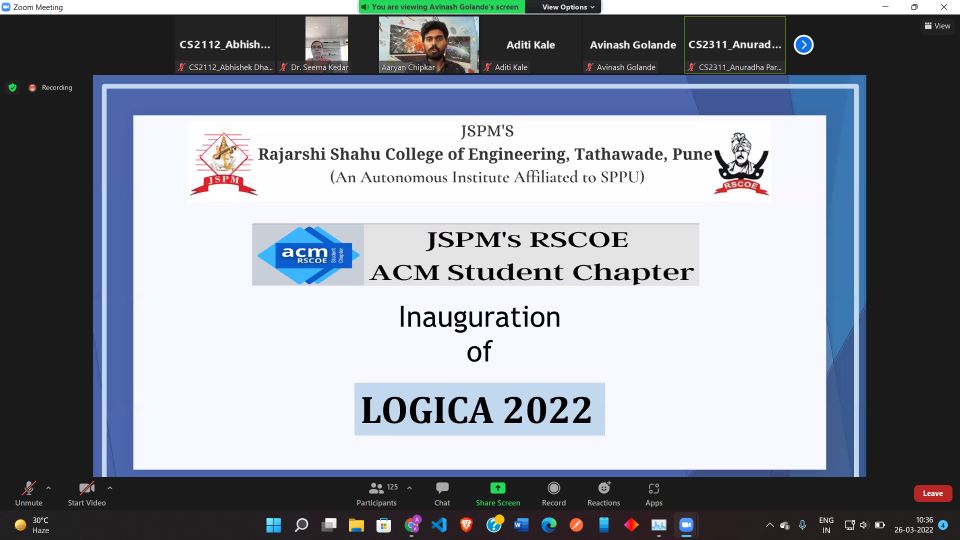 Zoom Meeting
You are viewing Avinash Golande's screen
View Options
View
CS2112_Abhish...
Aditi Kale
Avinash Golande
CS2311_Anurad...
CS2112_Abhishek Dha...
Dr. Seema Kedar
Aaryan Chipkar
Aditi Kale
Avinash Golande
CS2311_Anuradha Par...
Recording
JSPM'S
Rajarshi Shahu College of Engineering, Tathawade, Pune
(An Autonomous Institute Affiliated to SPPU)
JSPM
RSCOE
acm
RSCOE
Student
Chapter
JSPM's RSCOE
ACM Student Chapter
Inauguration
of
LOGICA 2022
Unmute
Start Video
125
Participants
Chat
Share Screen
Record
Reactions
Apps
Leave
30°C
Haze
ENG
IN
10:36
26-03-2022
4